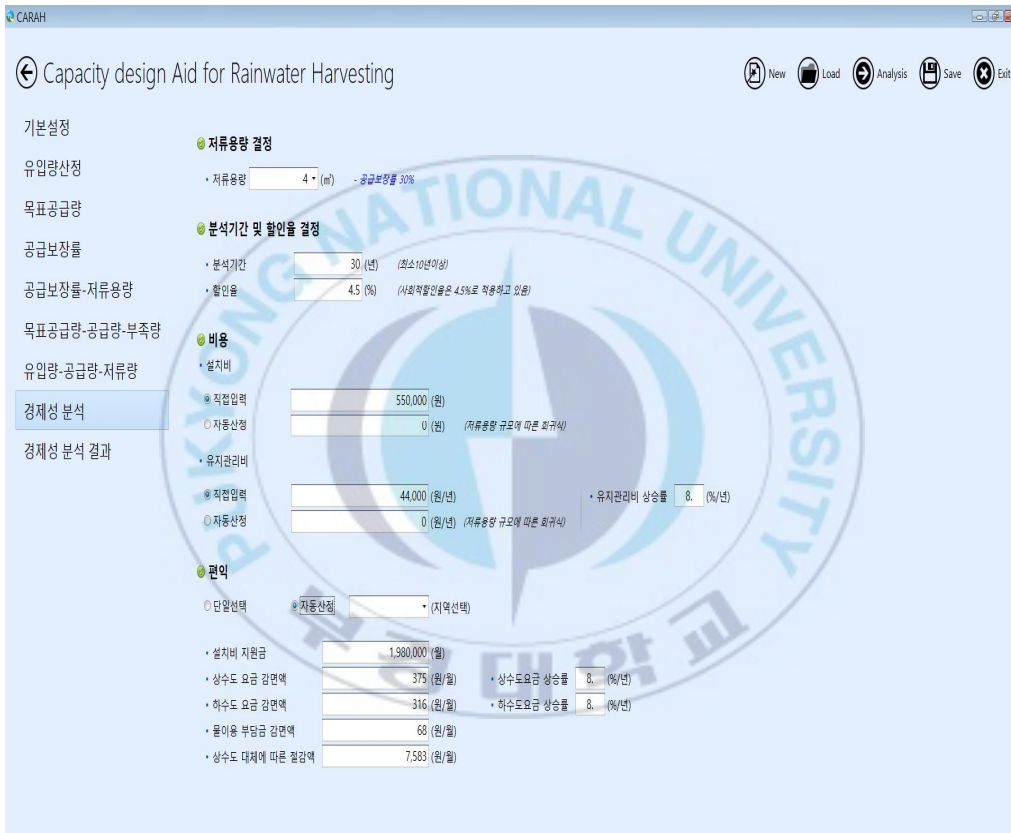 CARAH
Capacity design Aid for Rainwater Harvesting
New Load Analysis Save Exit
기본설정
유입량산정
목표공급량
공급보장률
공급보장률-저류용량
목표공급량-공급량-부족량
유입량-공급량-저류량
경제성 분석
경제성 분석 결과
저류용량 결정
• 저류용량 4 (㎥) - 공급보장률 30%
분석기간 및 할인율 결정
• 분석기간 30 (년) (최소10년이상)
• 할인율 4.5 (%) (사회적할인율은 4.5%로 적용하고 있음)
비용
• 설치비
직접입력 550,000 (원)
자동산정 0 (원) (저류용량 규모에 따른 회귀식)
• 유지관리비
직접입력 44,000 (원/년) • 유지관리비 상승률 8. (%/년)
자동산정 0 (원/년) (저류용량 규모에 따른 회귀식)
편익
단일선택 자동산정 (지역선택)
• 설치비 지원금 1,980,000 (월)
• 상수도 요금 감면액 375 (원/월) • 상수도요금 상승률 8. (%/년)
• 하수도 요금 감면액 316 (원/월) • 하수도요금 상승률 8. (%/년)
• 물이용 부담금 감면액 68 (원/월)
• 상수도 대체에 따른 절감액 7,583 (원/월)
PUKYONG NATIONAL UNIVERSITY
부경대학교